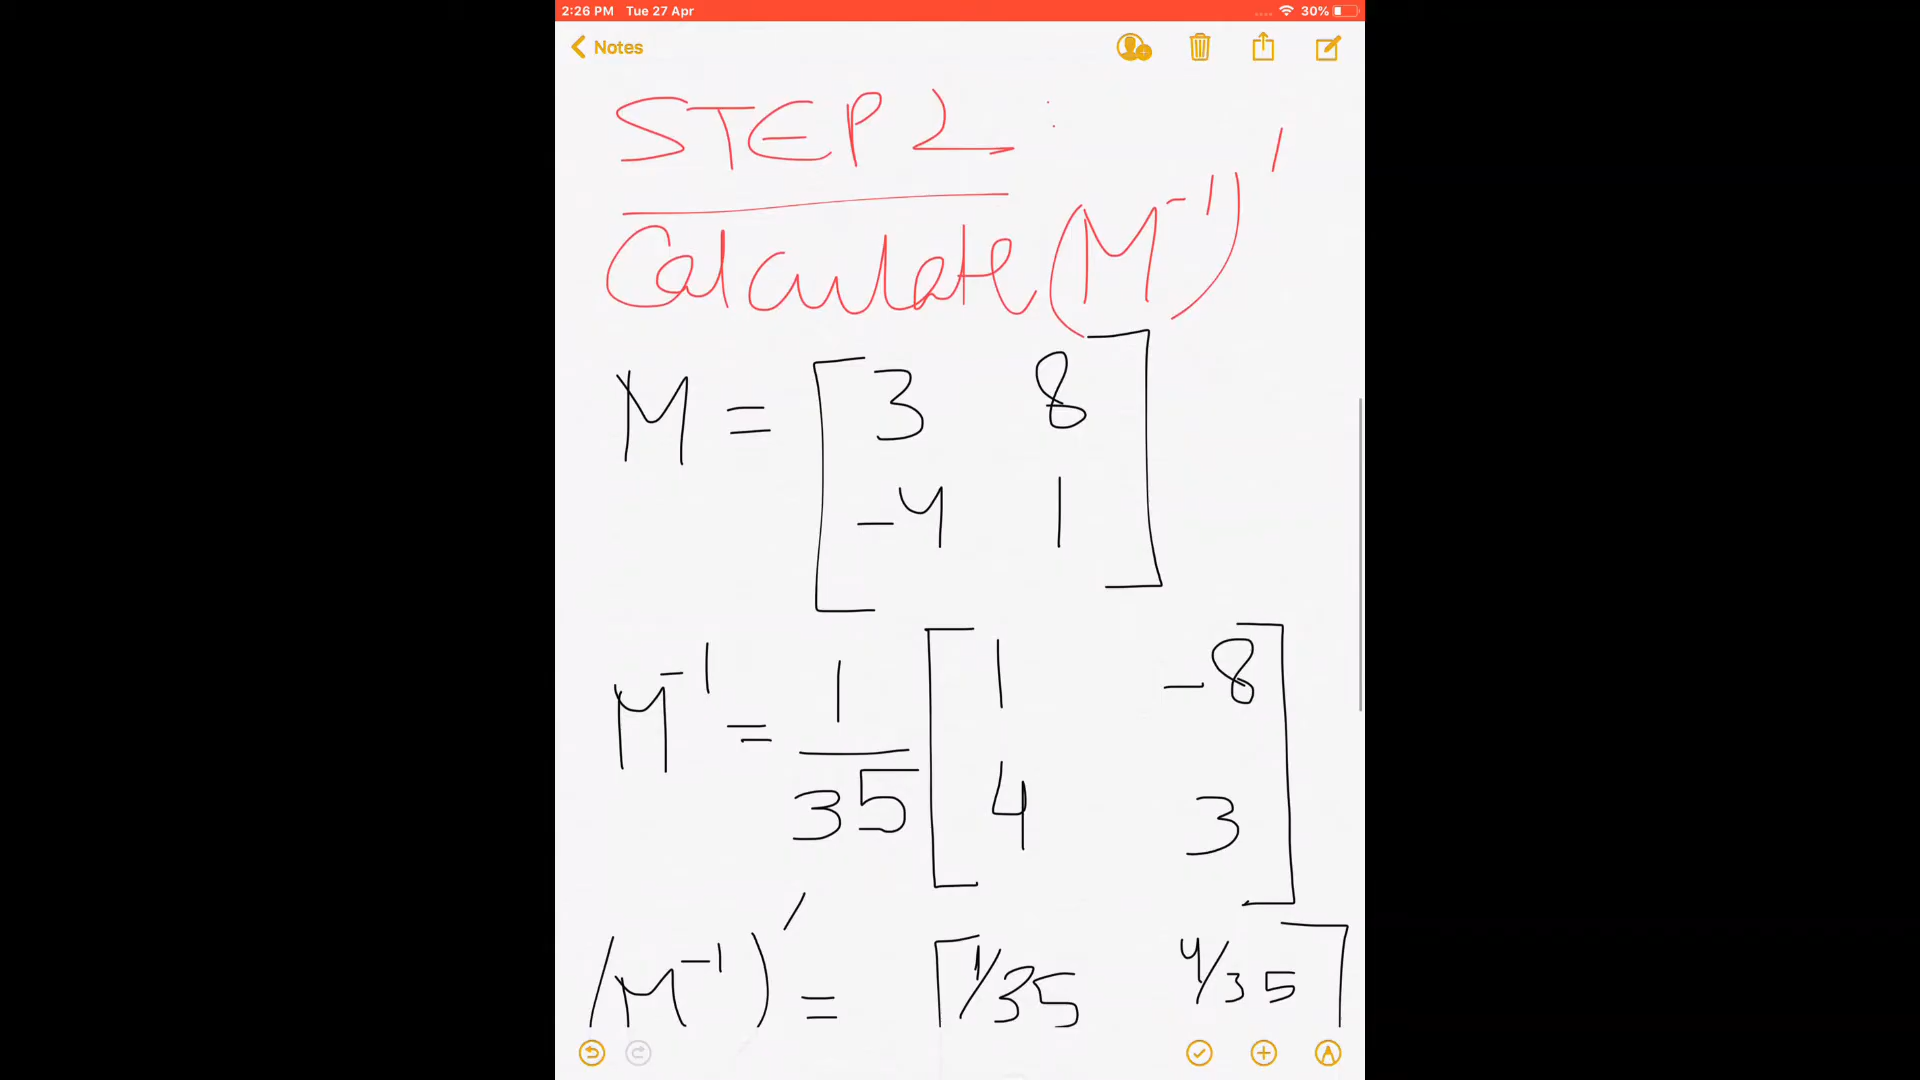 2:26 PM Tue 27 Apr 30%
Notes
STEP 2
Calculate (M⁻¹)'
M = [3 8
-4 1]
M⁻¹ = 1/35 [1 -8
4 3]
(M⁻¹)' = [1/35 4/35]